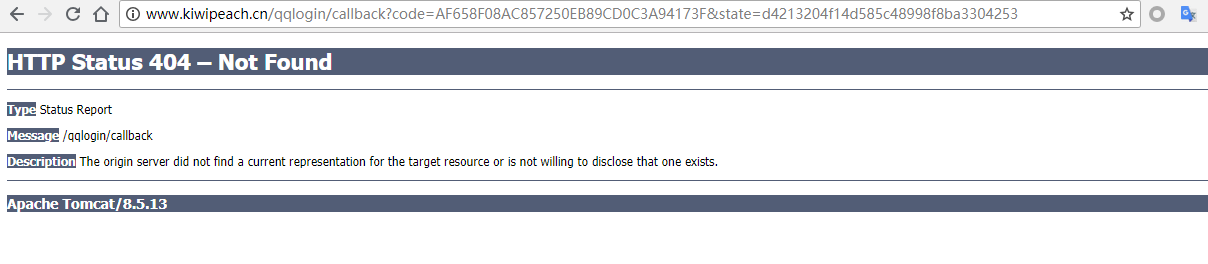 www.kiwipeach.cn/qqlogin/callback?code=AF658F08AC857250EB89CD0C3A94173F&state=d4213204f14d585c48998f8ba3304253
HTTP Status 404 – Not Found
Type Status Report
Message /qqlogin/callback
Description The origin server did not find a current representation for the target resource or is not willing to disclose that one exists.
Apache Tomcat/8.5.13